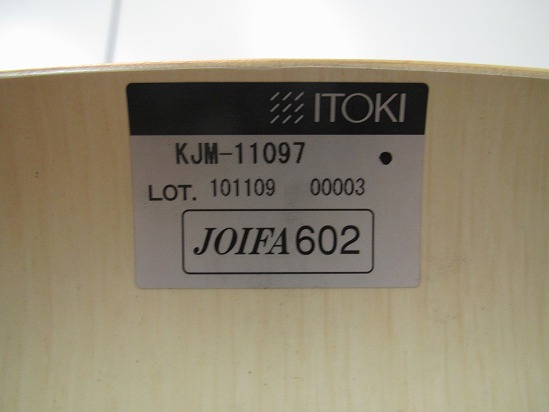 ITOKI
KJM-11097
LOT. 101109 00003
JOIFA602